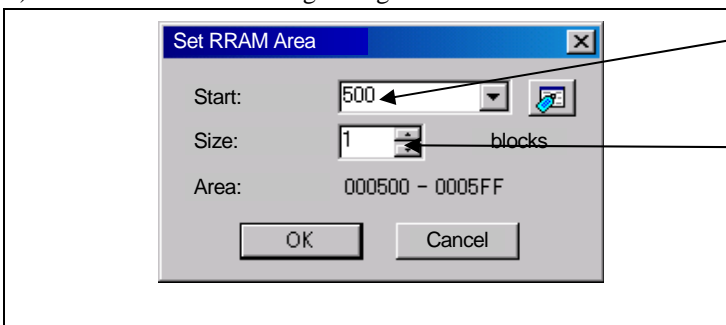 Set RRAM Area
Start: 500
Size: 1 blocks
Area: 000500 - 0005FF
OK Cancel